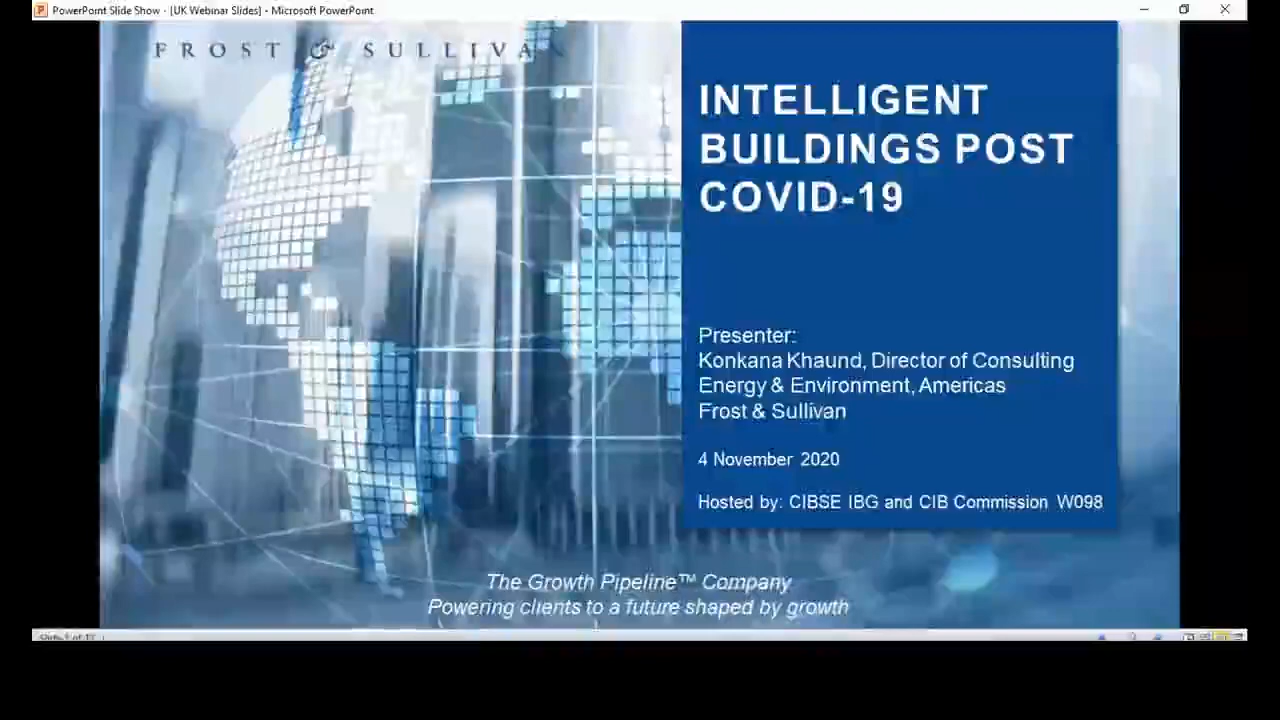 PowerPoint Slide Show - [UK Webinar Slides] - Microsoft PowerPoint
FROST & SULLIVAN
INTELLIGENT
BUILDINGS POST
COVID-19
Presenter:
Konkana Khaund, Director of Consulting
Energy & Environment, Americas
Frost & Sullivan
4 November 2020
Hosted by: CIBSE IBG and CIB Commission W098
The Growth Pipeline™ Company
Powering clients to a future shaped by growth